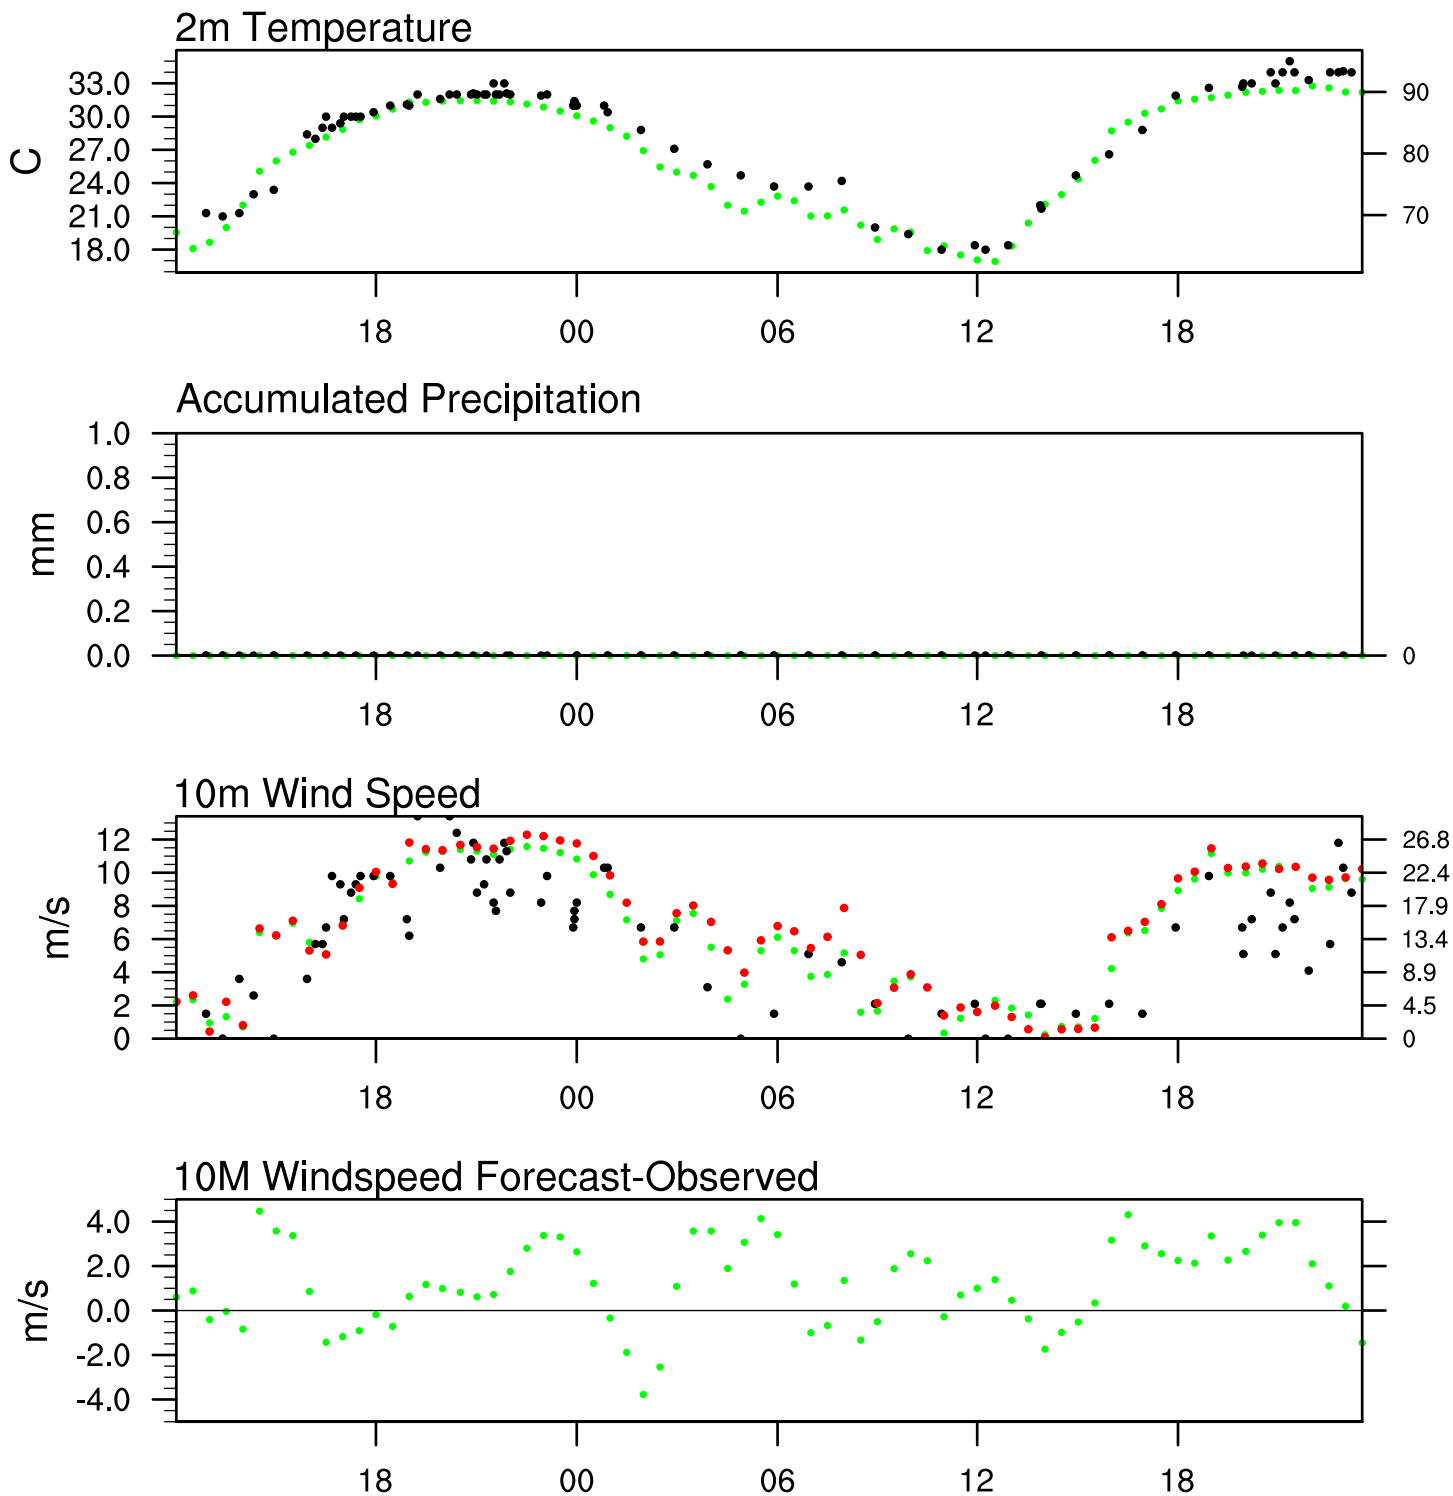 2m Temperature
33.0
30.0
27.0
24.0
21.0
18.0
C
90
80
70
18 00 06 12 18
Accumulated Precipitation
1.0
0.8
0.6
0.4
0.2
0.0
mm
0
18 00 06 12 18
10m Wind Speed
12
10
8
6
4
2
0
m/s
26.8
22.4
17.9
13.4
8.9
4.5
0
18 00 06 12 18
10M Windspeed Forecast-Observed
4.0
2.0
0.0
-2.0
-4.0
m/s
18 00 06 12 18